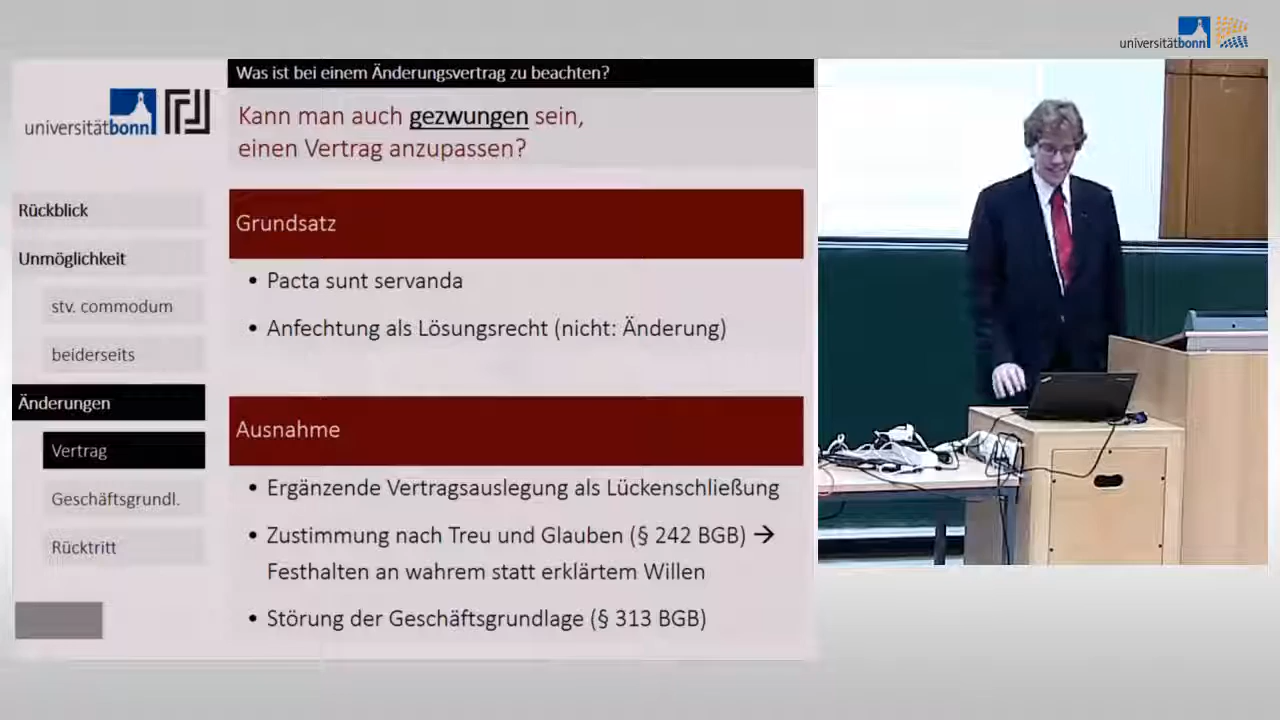 universitätbonn
Was ist bei einem Änderungsvertrag zu beachten?
universitätbonn
Kann man auch gezwungen sein,
einen Vertrag anzupassen?
Rückblick
Unmöglichkeit
stv. commodum
beiderseits
Änderungen
Vertrag
Geschäftsgrundl.
Rücktritt
Grundsatz
• Pacta sunt servanda
• Anfechtung als Lösungsrecht (nicht: Änderung)
Ausnahme
• Ergänzende Vertragsauslegung als Lückenschließung
• Zustimmung nach Treu und Glauben (§ 242 BGB) →
Festhalten an wahrem statt erklärtem Willen
• Störung der Geschäftsgrundlage (§ 313 BGB)